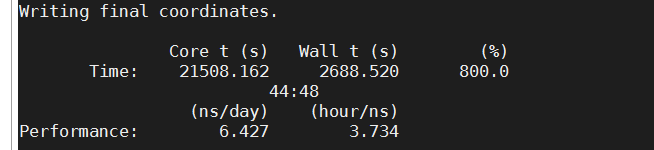 Writing final coordinates.
Core t (s) Wall t (s) (%)
Time: 21508.162 2688.520 800.0
44:48
(ns/day) (hour/ns)
Performance: 6.427 3.734